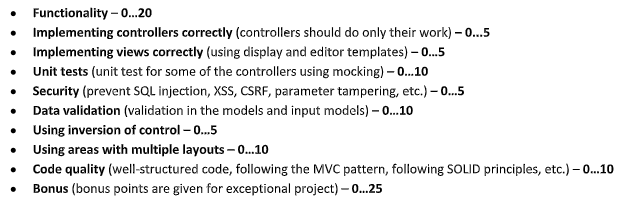 • Functionality – 0...20
• Implementing controllers correctly (controllers should do only their work) – 0...5
• Implementing views correctly (using display and editor templates) – 0...5
• Unit tests (unit test for some of the controllers using mocking) – 0...10
• Security (prevent SQL injection, XSS, CSRF, parameter tampering, etc.) – 0...5
• Data validation (validation in the models and input models) – 0...10
• Using inversion of control – 0...5
• Using areas with multiple layouts – 0...10
• Code quality (well-structured code, following the MVC pattern, following SOLID principles, etc.) – 0...10
• Bonus (bonus points are given for exceptional project) – 0...25